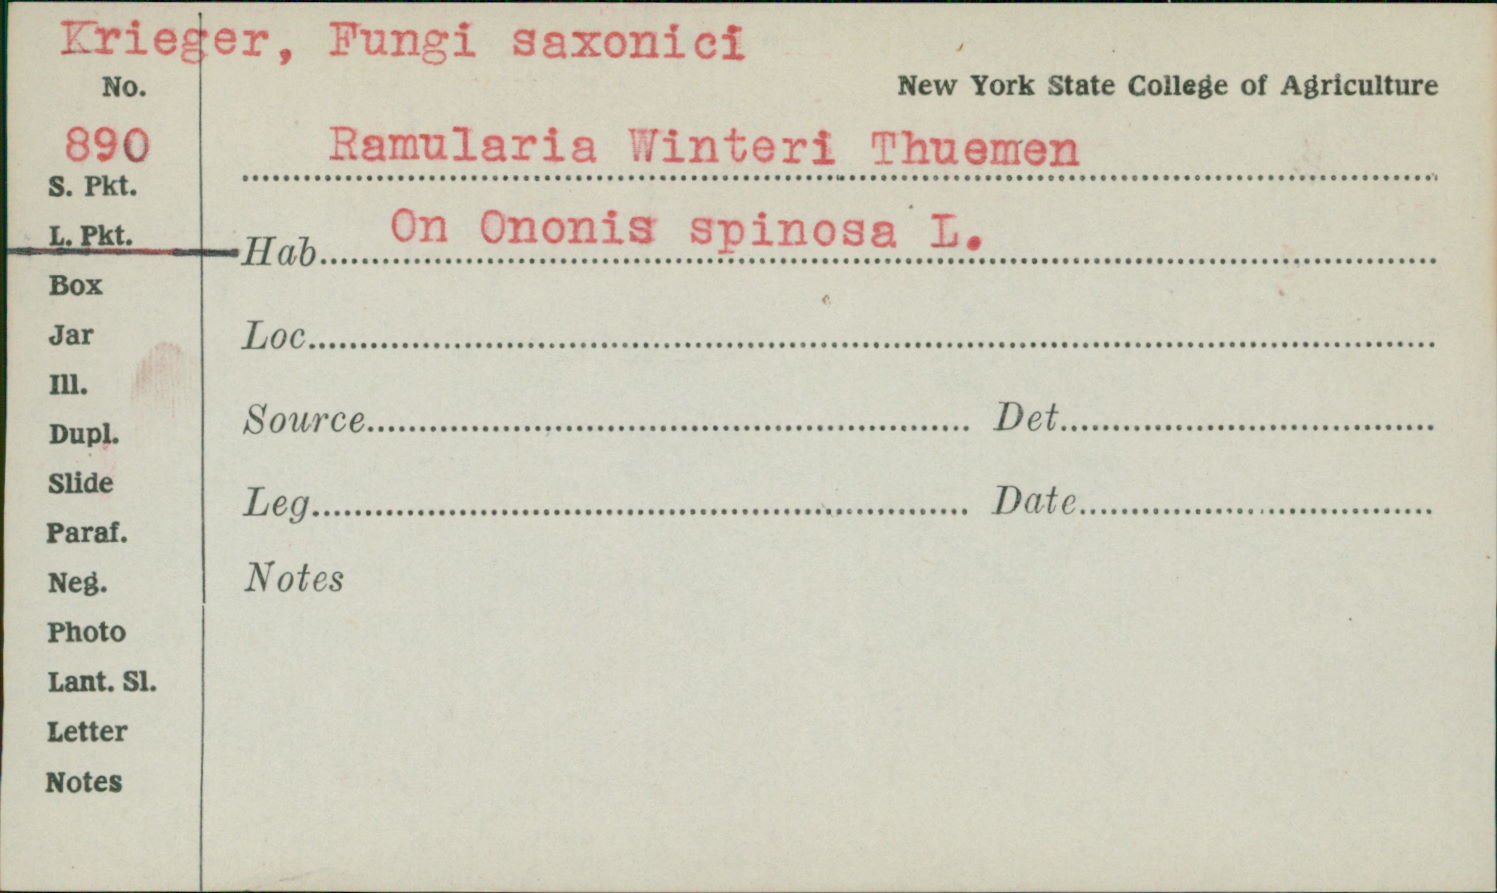 Krieger, Fungi saxonici
No.
New York State College of Agriculture
890
Ramularia Winteri Thuemen
S. Pkt.
L. Pkt.
Hab. On Ononis spinosa L.
Box
Jar
Loc.
Ill.
Dupl.
Source Det.
Slide
Leg. Date
Paraf.
Neg.
Notes
Photo
Lant. Sl.
Letter
Notes